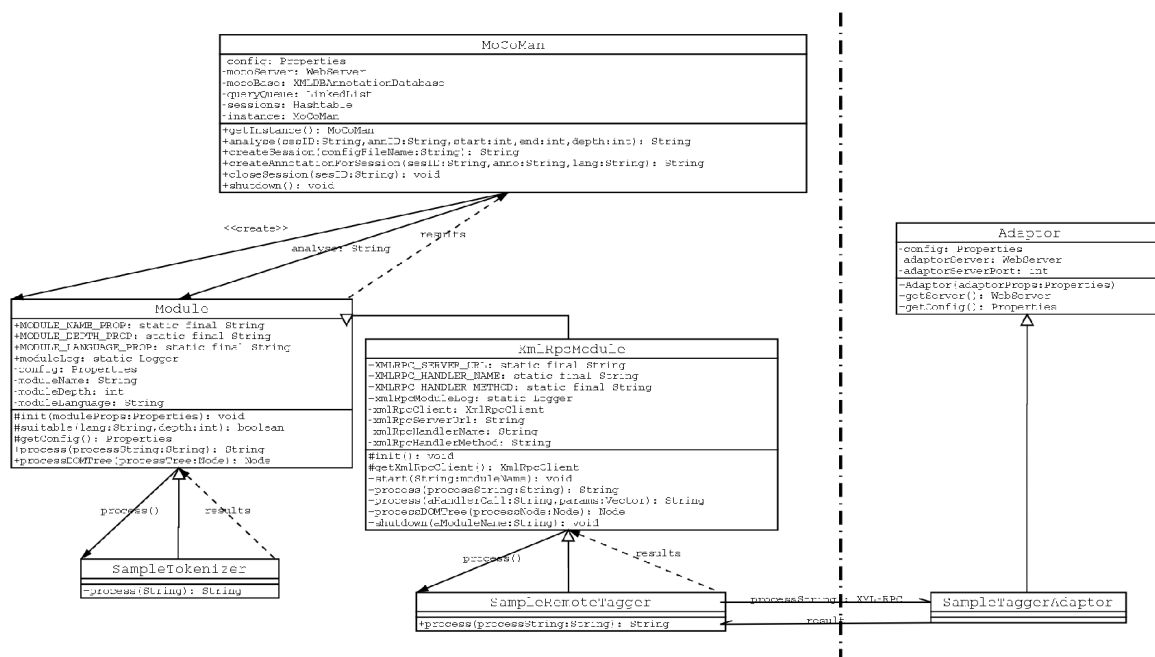 MoCoMan
config: Properties
-mocoServer: WebServer
-mocoBase: XMLDBAnnotationDatabase
-queryQueue: LinkedList
-sessions: Hashtable
-instance: MoCoMan
+getInstance(): MoCoMan
+analyse(sesID:String,annID:String,start:int,end:int,depth:int): String
+createSession(configFileName:String): String
+createAnnotationForSession(sesID:String,anno:String,lang:String): String
+closeSession(sesID:String): void
+shutdown(): void
<<create>>
analyse: String
results
Adaptor
-config: Properties
adaptorServer: WebServer
-adaptorServerPort: int
-Adaptor(adaptorProps:Properties)
-getServer(): WebServer
-getConfig(): Properties
Module
+MODULE_NAME_PROP: static final String
+MODULE_DEPTH_PROP: static final String
+MODULE_LANGUAGE_PROP: static final String
+moduleLog: static Logger
-config: Properties
-moduleName: String
-moduleDepth: int
-moduleLanguage: String
#init(moduleProps:Properties): void
#suitable(lang:String,depth:int): boolean
#getConfig(): Properties
+process(processString:String): String
+processDOMTree(processTree:Node): Node
XmlRpcModule
-XMLRPC_SERVER_URL: static final String
-XMLRPC_HANDLER_NAME: static final String
-XMLRPC_HANDLER_METHOD: static final String
-xmlRpcModuleLog: static Logger
-xmlRpcClient: XmlRpcClient
-xmlRpcServerUrl: String
-xmlRpcHandlerName: String
-xmlRpcHandlerMethod: String
#init(): void
#getXmlRpcClient(): XmlRpcClient
-start(String:moduleName): void
-process(processString:String): String
-process(aHandlerCall:String,params:Vector): String
-processDOMTree(processNode:Node): Node
-shutdown(aModuleName:String): void
process()
results
SampleTokenizer
-process(String): String
process()
results
SampleRemoteTagger
+process(processString:String): String
processString: XML-RPC
result
SampleTaggerAdaptor